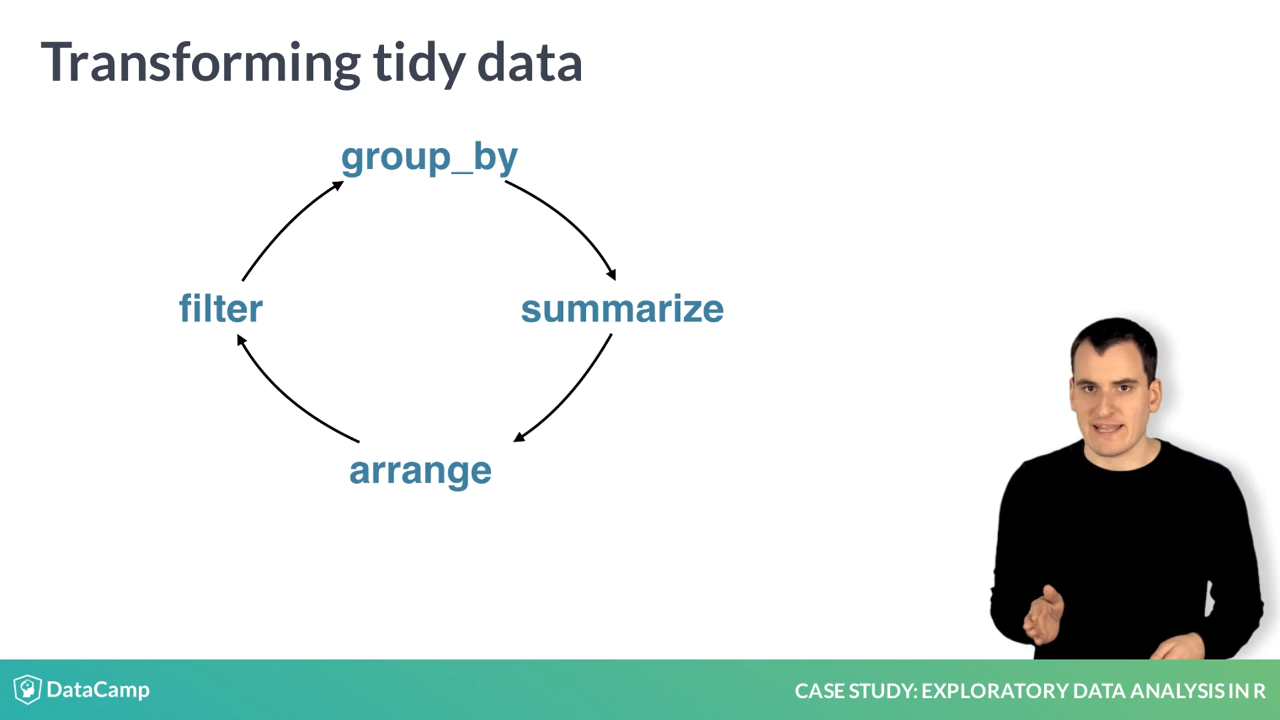 Transforming tidy data
group_by
filter
summarize
arrange
DataCamp
CASE STUDY: EXPLORATORY DATA ANALYSIS IN R